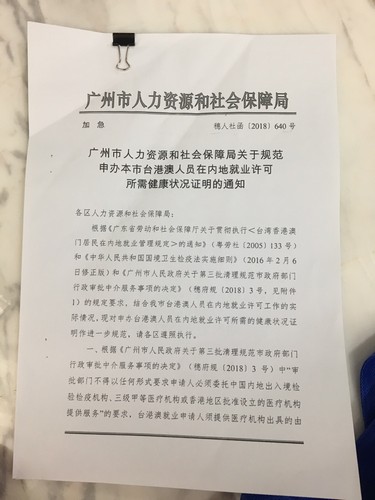 广州市人力资源和社会保障局
加 急 穗人社函〔2018〕640号
广州市人力资源和社会保障局关于规范
申办本市台港澳人员在内地就业许可
所需健康状况证明的通知
各区人力资源和社会保障局：
根据《广东省劳动和社会保障厅关于贯彻执行<台湾香港澳
门居民在内地就业管理规定>的通知》（粤劳社〔2005〕133号）
和《中华人民共和国国境卫生检疫法实施细则》（2016年2月6
日修正版）和《广州市人民政府关于第三批清理规范市政府部门
行政审批中介服务事项的决定》（穗府规〔2018〕3号，见附件
1）的规定要求，结合我市台港澳人员在内地就业许可工作的实
际情况，现对申办台港澳人员在内地就业许可所需的健康状况证
明作进一步规范，请各区遵照执行。
一、根据《广州市人民政府关于第三批清理规范市政府部门
行政审批中介服务事项的决定》（穗府规〔2018〕3号）中“审
批部门不得以任何形式要求申请人必须委托中国内地出入境检
验检疫机构、三级甲等医疗机构或香港地区批准设立的医疗机构
提供服务”的要求，台港澳就业申请人须提供医疗机构出具的由